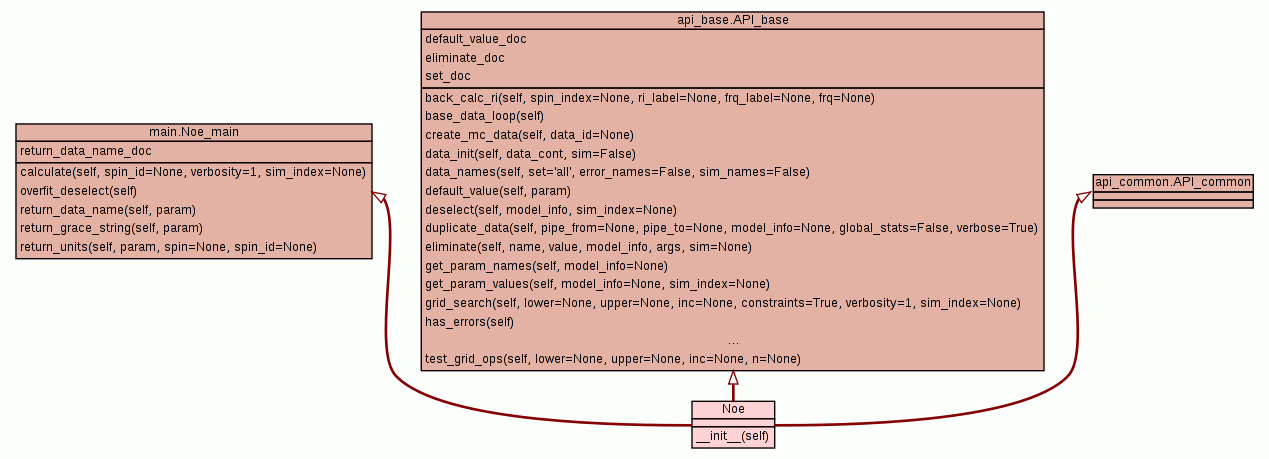 main.Noe_main
return_data_name_doc
calculate(self, spin_id=None, verbosity=1, sim_index=None)
overfit_deselect(self)
return_data_name(self, param)
return_grace_string(self, param)
return_units(self, param, spin=None, spin_id=None)
api_base.API_base
default_value_doc
eliminate_doc
set_doc
back_calc_ri(self, spin_index=None, ri_label=None, frq_label=None, frq=None)
base_data_loop(self)
create_mc_data(self, data_id=None)
data_init(self, data_cont, sim=False)
data_names(self, set='all', error_names=False, sim_names=False)
default_value(self, param)
deselect(self, model_info, sim_index=None)
duplicate_data(self, pipe_from=None, pipe_to=None, model_info=None, global_stats=False, verbose=True)
eliminate(self, name, value, model_info, args, sim=None)
get_param_names(self, model_info=None)
get_param_values(self, model_info=None, sim_index=None)
grid_search(self, lower=None, upper=None, inc=None, constraints=True, verbosity=1, sim_index=None)
has_errors(self)
...
test_grid_ops(self, lower=None, upper=None, inc=None, n=None)
api_common.API_common
Noe
__init__(self)